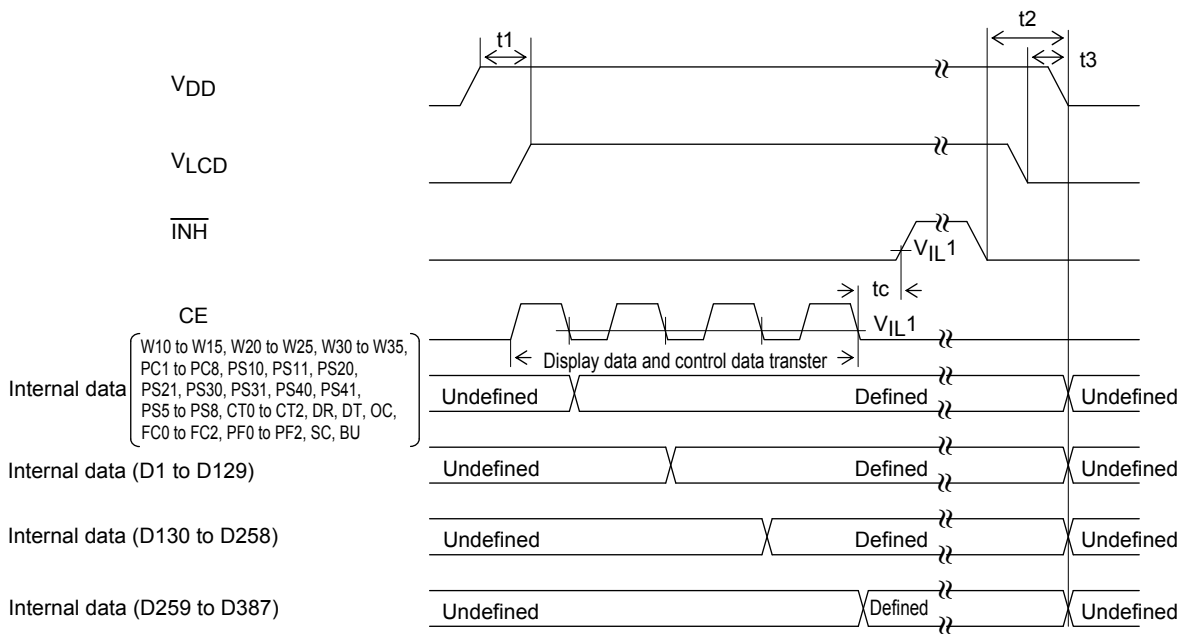 t2
t1
t3
VDD
VLCD
INH
VIL1
tc
CE
VIL1
W10 to W15, W20 to W25, W30 to W35,
PC1 to PC8, PS10, PS11, PS20,
PS21, PS30, PS31, PS40, PS41,
PS5 to PS8, CT0 to CT2, DR, DT, OC,
FC0 to FC2, PF0 to PF2, SC, BU
Display data and control data transter
Internal data
Undefined Defined Undefined
Internal data (D1 to D129) Undefined Defined Undefined
Internal data (D130 to D258) Undefined Defined Undefined
Internal data (D259 to D387) Undefined Defined Undefined